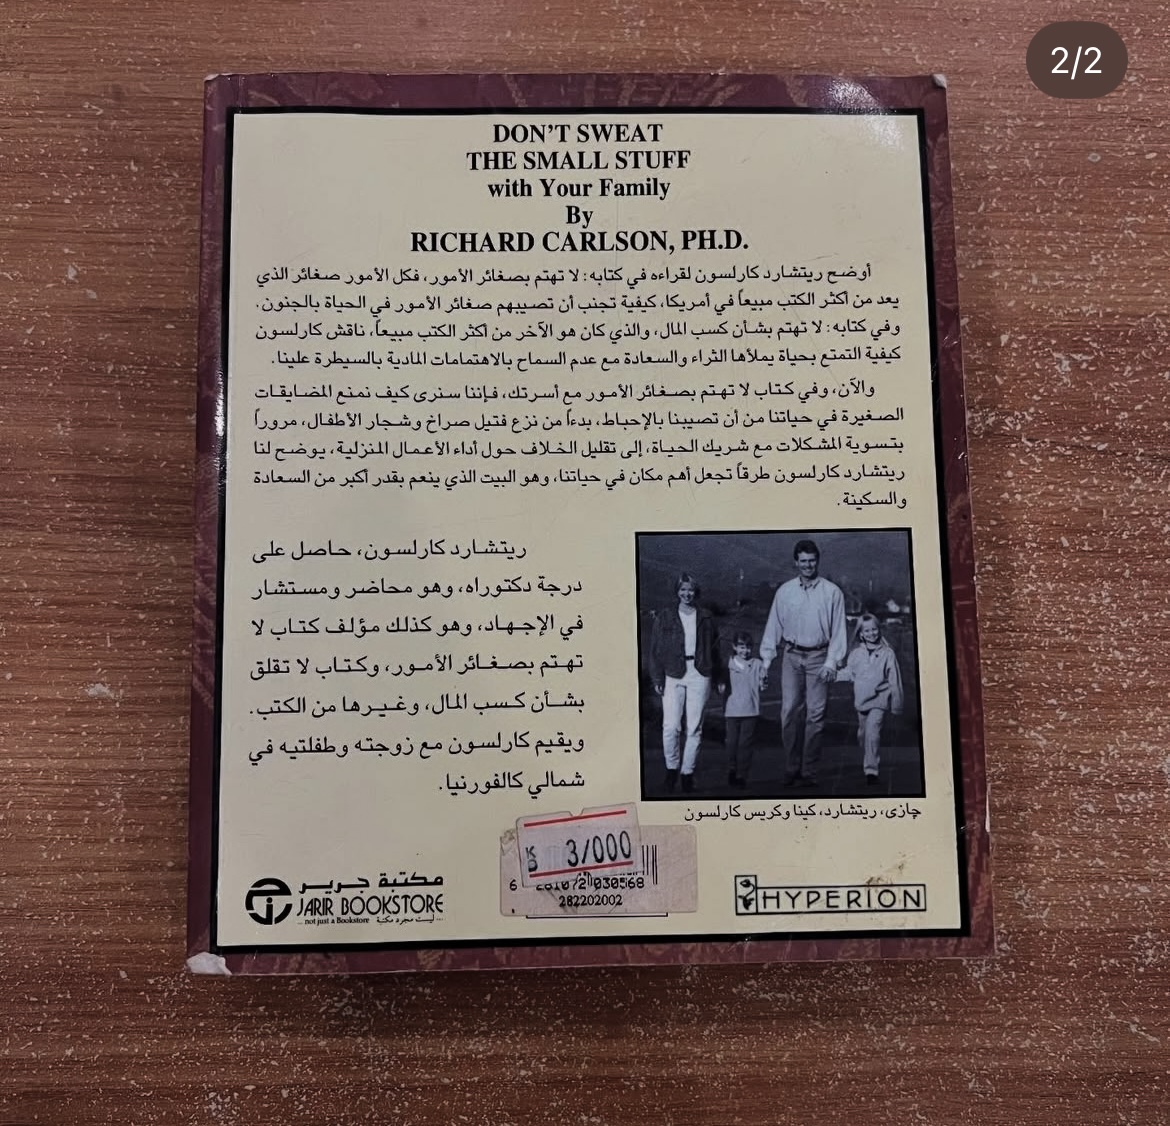 2/2
DON'T SWEAT
THE SMALL STUFF
with Your Family
By
RICHARD CARLSON, PH.D.
أوضح ريتشارد كارلسون لقراءه في كتابه: لا تهتم بصغائر الأمور، فكل الأمور صغائر الذي
يعد من أكثر الكتب مبيعاً في أمريكا، كيفية تجنب أن تصيبهم صغائر الأمور في الحياة بالجنون.
وفي كتابه: لا تهتم بشأن كسب المال، والذي كان هو الآخر من أكثر الكتب مبيعاً، ناقش كارلسون
كيفية التمتع بحياة يملأها الثراء والسعادة مع عدم السماح بالاهتمامات المادية بالسيطرة علينا.
والآن، وفي كتاب لا تهتم بصغائر الأمور مع أسرتك، فإننا سنرى كيف نمنع المضايقات
الصغيرة في حياتنا من أن تصيبنا بالإحباط، بدءاً من نزع فتيل صراخ وشجار الأطفال، مروراً
بتسوية المشكلات مع شريك الحياة، إلى تقليل الخلاف حول أداء الأعمال المنزلية، يوضح لنا
ريتشارد كارلسون طرقاً تجعل أهم مكان في حياتنا، وهو البيت الذي ينعم بقدر أكبر من السعادة
والسكينة.
ريتشارد كارلسون، حاصل على
درجة دكتوراه، وهو محاضر ومستشار
في الإجهاد، وهو كذلك مؤلف كتاب لا
تهتم بصغائر الأمور، وكتاب لا تقلق
بشأن كسب المال، وغيرها من الكتب.
ويقيم كارلسون مع زوجته وطفلتيه في
شمالي كالفورنيا.
چازى، ريتشارد، كينا وكريس كارلسون
KD 3/000
030568
282202002
مكتبة جرير
JARIR BOOKSTORE
... not just a Bookstore ليست مجرد مكتبة ...
HYPERION